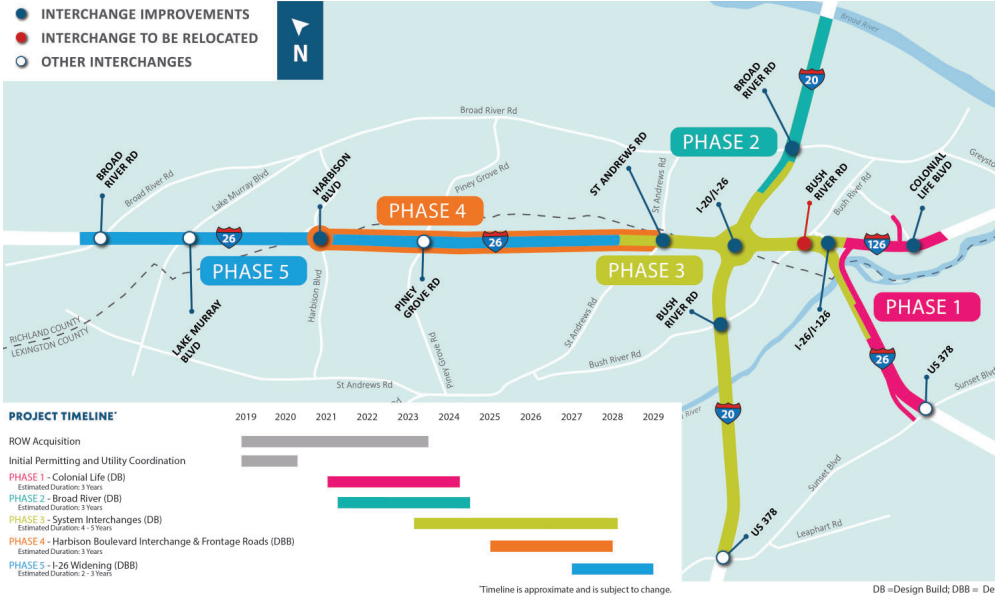 INTERCHANGE IMPROVEMENTS
INTERCHANGE TO BE RELOCATED
OTHER INTERCHANGES
N
Broad River
20
BROAD
RIVER RD
Broad River Rd
PHASE 2
ST ANDREWS RD
St Andrews Rd
Piney Grove Rd
BROAD
RIVER RD
Broad River Rd
Lake Murray Blvd
HARBISON
BLVD
PHASE 4
I-20/I-26
BUSH
RIVER RD
Bush River Rd
COLONIAL
LIFE BLVD
26
26
126
PHASE 5
PHASE 3
PHASE 1
RICHLAND COUNTY
LEXINGTON COUNTY
LAKE MURRAY
BLVD
Harbison Blvd
PINEY
GROVE RD
Piney Grove Rd
St Andrews Rd
BUSH
RIVER RD
Bush River Rd
I-26/I-126
26
US 378
Sunset Blvd
St Andrews Rd
20
River
Sunset Blvd
Leaphart Rd
US 378
PROJECT TIMELINE*
2019 2020 2021 2022 2023 2024 2025 2026 2027 2028 2029
ROW Acquisition
Initial Permitting and Utility Coordination
PHASE 1 - Colonial Life (DB)
Estimated Duration: 3 Years
PHASE 2 - Broad River (DB)
Estimated Duration: 3 Years
PHASE 3 - System Interchanges (DB)
Estimated Duration: 4 - 5 Years
PHASE 4 - Harbison Boulevard Interchange & Frontage Roads (DBB)
Estimated Duration: 3 Years
PHASE 5 - I-26 Widening (DBB)
Estimated Duration: 2 - 3 Years
*Timeline is approximate and is subject to change.
DB =Design Build; DBB = De